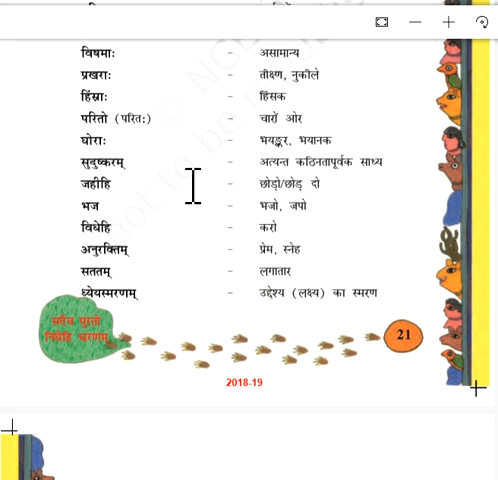 विषमाः – असामान्य
प्रखराः – तीक्ष्ण, नुकीले
हिंस्राः – हिंसक
परितो (परितः) – चारों ओर
घोराः – भयङ्कर, भयानक
सुदुष्करम् – अत्यन्त कठिनतापूर्वक साध्य
जहीहि – छोड़ो/छोड़ दो
भज – भजो, जपो
विधेहि – करो
अनुरक्तिम् – प्रेम, स्नेह
सततम् – लगातार
ध्येयस्मरणम् – उद्देश्य (लक्ष्य) का स्मरण
सदैव पुरतो
निधेहि चरणम्
21
2018-19